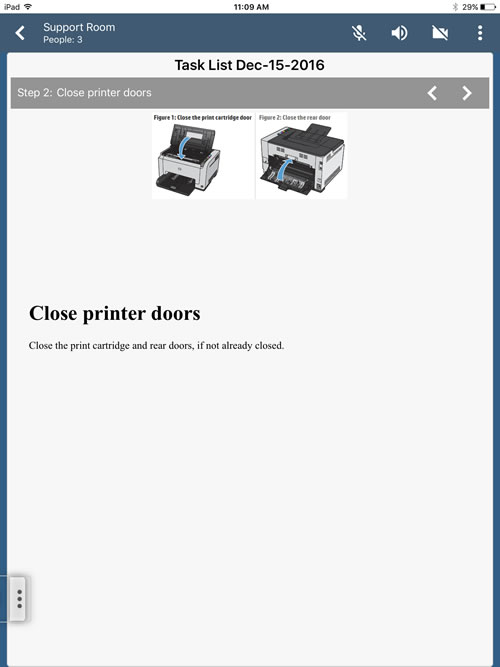 iPad 11:09 AM 29%
Support Room
People: 3
Task List Dec-15-2016
Step 2: Close printer doors
Figure 1: Close the print cartridge door Figure 2: Close the rear door
Close printer doors
Close the print cartridge and rear doors, if not already closed.